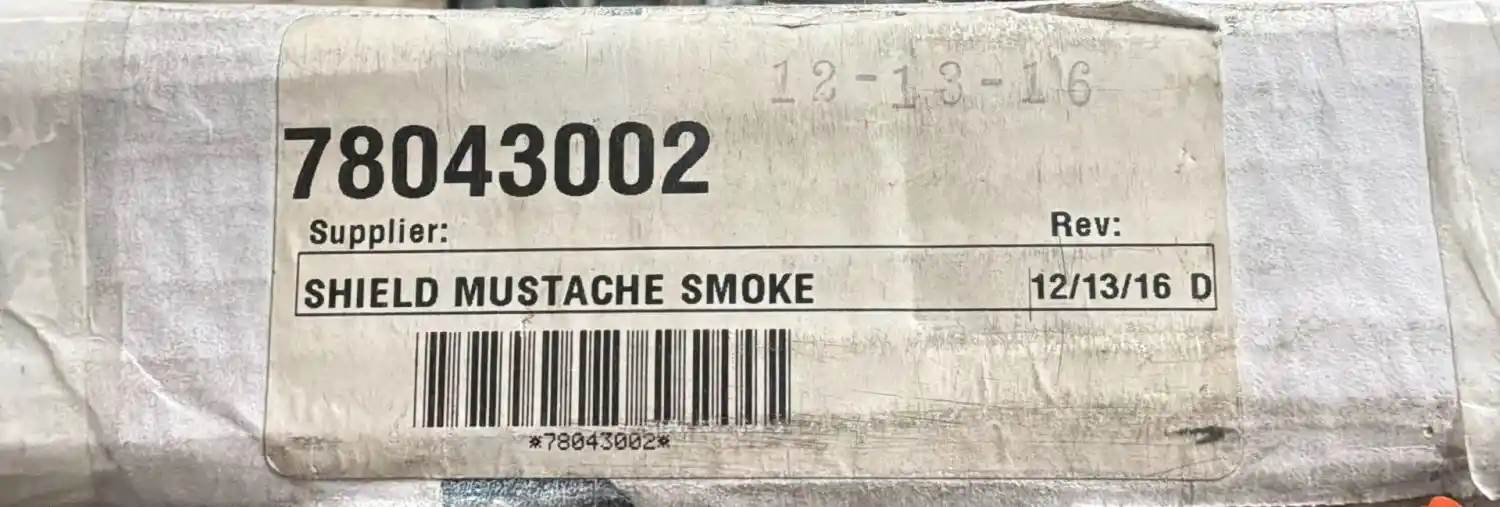 12-13-16
78043002
Supplier:
Rev:
SHIELD MUSTACHE SMOKE
12/13/16 D
*78043002*